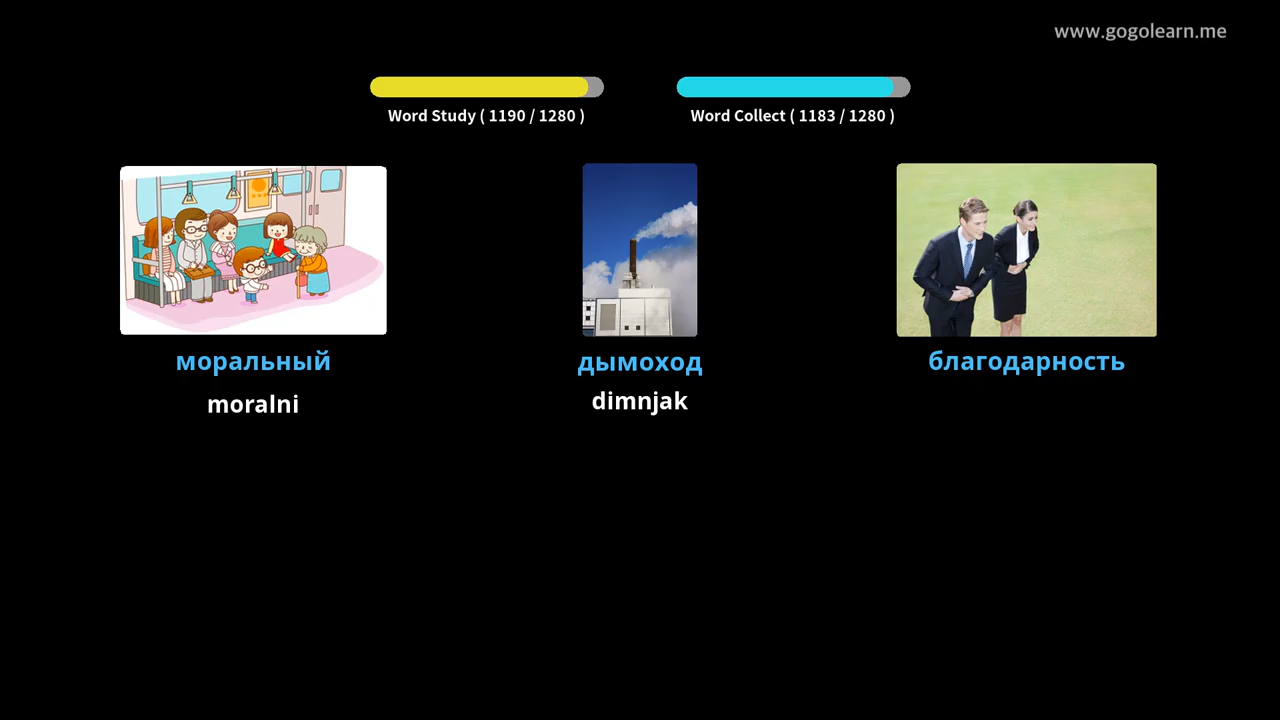 www.gogolearn.me
Word Study ( 1190 / 1280 )
Word Collect ( 1183 / 1280 )
моральный
дымоход
благодарность
moralni
dimnjak